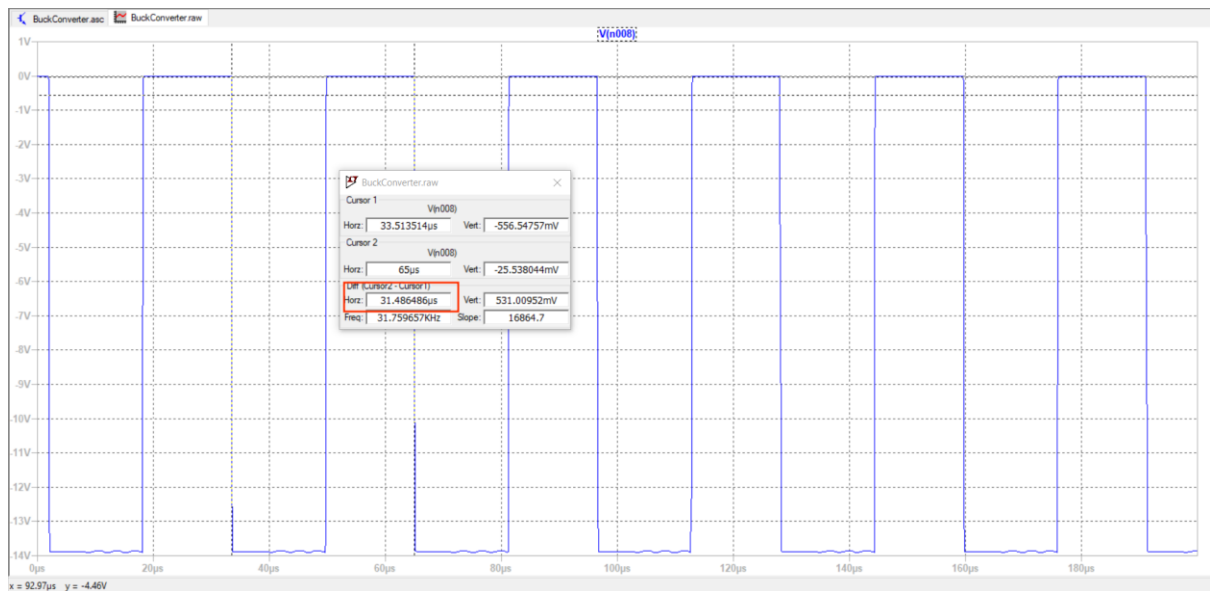 BuckConverter.asc BuckConverter.raw
V(n008)
1V
0V
-1V
-2V
-3V
-4V
-5V
-6V
-7V
-8V
-9V
-10V
-11V
-12V
-13V
-14V
BuckConverter.raw
Cursor 1
V(n008)
Horz: 33.513514µs Vert: -556.54757mV
Cursor 2
V(n008)
Horz: 65µs Vert: -25.538044mV
Diff (Cursor2 - Cursor1)
Horz: 31.486486µs Vert: 531.00952mV
Freq: 31.759657KHz Slope: 16864.7
0µs 20µs 40µs 60µs 80µs 100µs 120µs 140µs 160µs 180µs
x = 92.97µs y = -4.46V